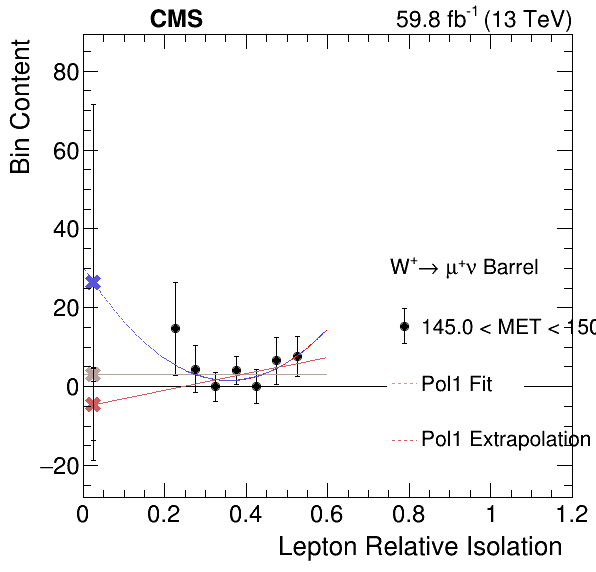 CMS
59.8 fb⁻¹ (13 TeV)
Bin Content
80
60
40
20
0
−20
W⁺→ μ⁺ν Barrel
145.0 < MET < 150
Pol1 Fit
Pol1 Extrapolation
0 0.2 0.4 0.6 0.8 1 1.2
Lepton Relative Isolation